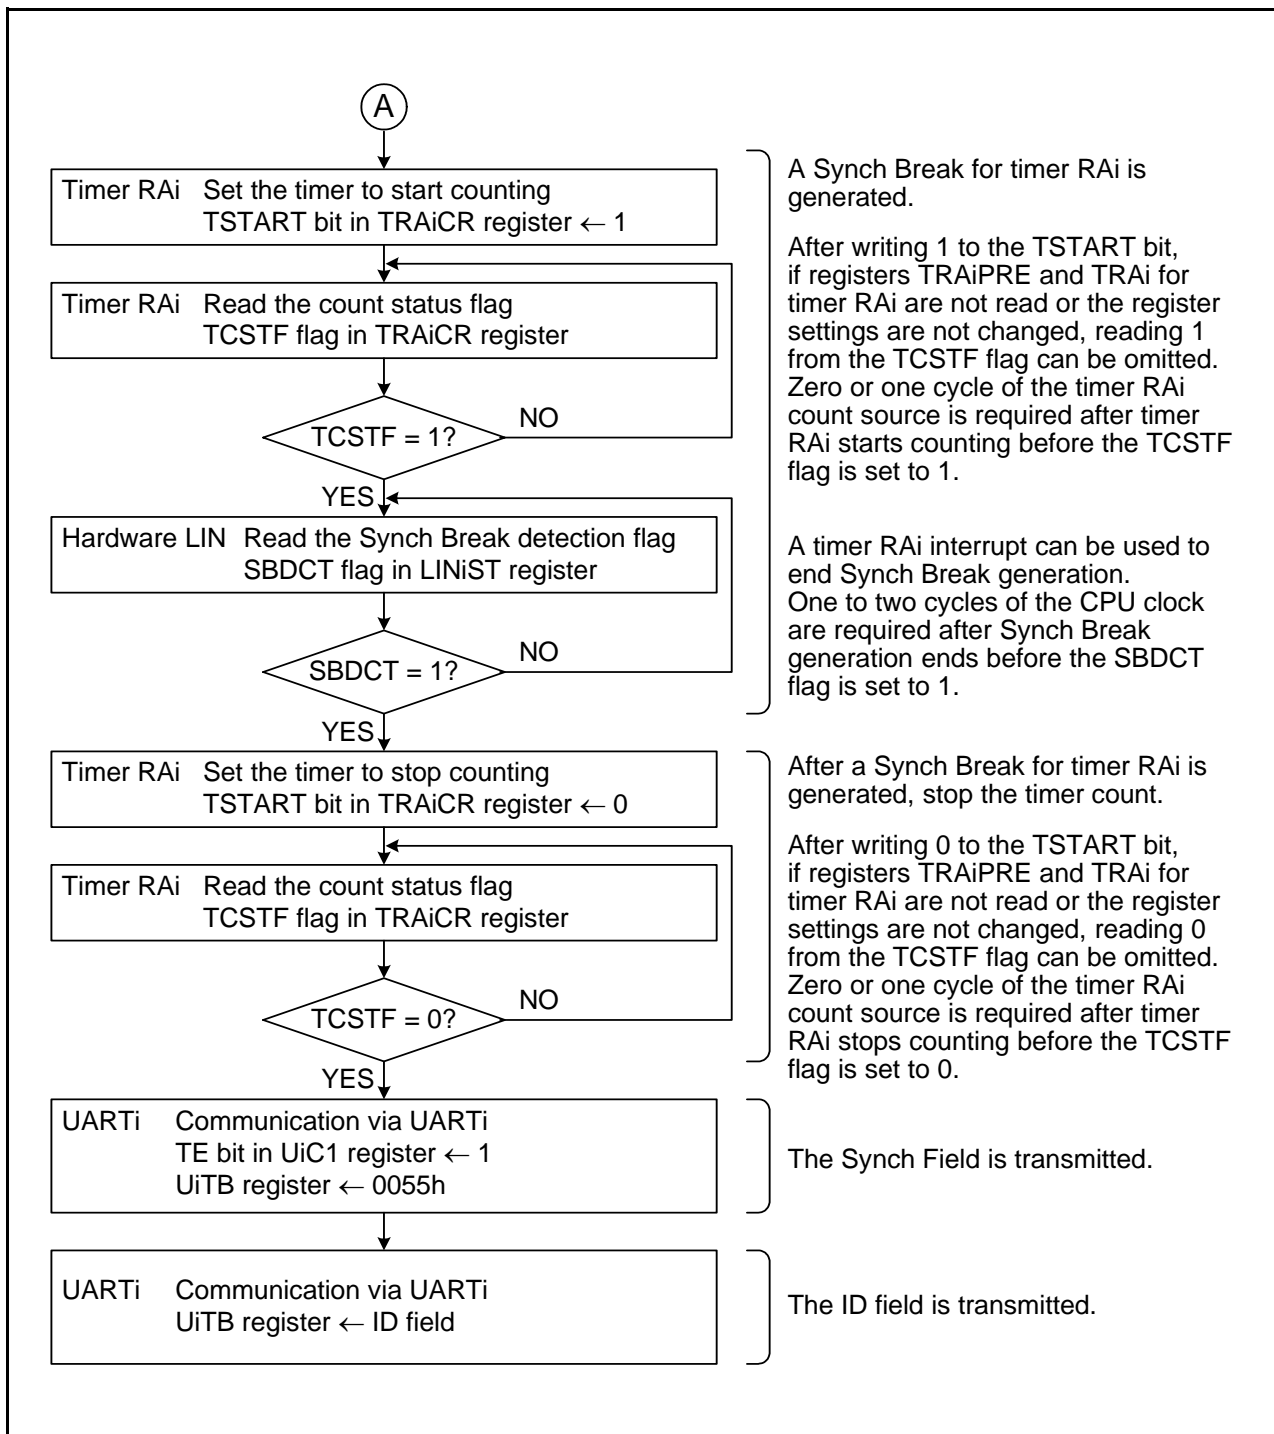 A
Timer RAi Set the timer to start counting
TSTART bit in TRAiCR register ← 1
Timer RAi Read the count status flag
TCSTF flag in TRAiCR register
TCSTF = 1?
NO
YES
Hardware LIN Read the Synch Break detection flag
SBDCT flag in LINiST register
SBDCT = 1?
NO
YES
A Synch Break for timer RAi is
generated.
After writing 1 to the TSTART bit,
if registers TRAiPRE and TRAi for
timer RAi are not read or the register
settings are not changed, reading 1
from the TCSTF flag can be omitted.
Zero or one cycle of the timer RAi
count source is required after timer
RAi starts counting before the TCSTF
flag is set to 1.
A timer RAi interrupt can be used to
end Synch Break generation.
One to two cycles of the CPU clock
are required after Synch Break
generation ends before the SBDCT
flag is set to 1.
Timer RAi Set the timer to stop counting
TSTART bit in TRAiCR register ← 0
Timer RAi Read the count status flag
TCSTF flag in TRAiCR register
TCSTF = 0?
NO
YES
After a Synch Break for timer RAi is
generated, stop the timer count.
After writing 0 to the TSTART bit,
if registers TRAiPRE and TRAi for
timer RAi are not read or the register
settings are not changed, reading 0
from the TCSTF flag can be omitted.
Zero or one cycle of the timer RAi
count source is required after timer
RAi stops counting before the TCSTF
flag is set to 0.
UARTi Communication via UARTi
TE bit in UiC1 register ← 1
UiTB register ← 0055h
The Synch Field is transmitted.
UARTi Communication via UARTi
UiTB register ← ID field
The ID field is transmitted.